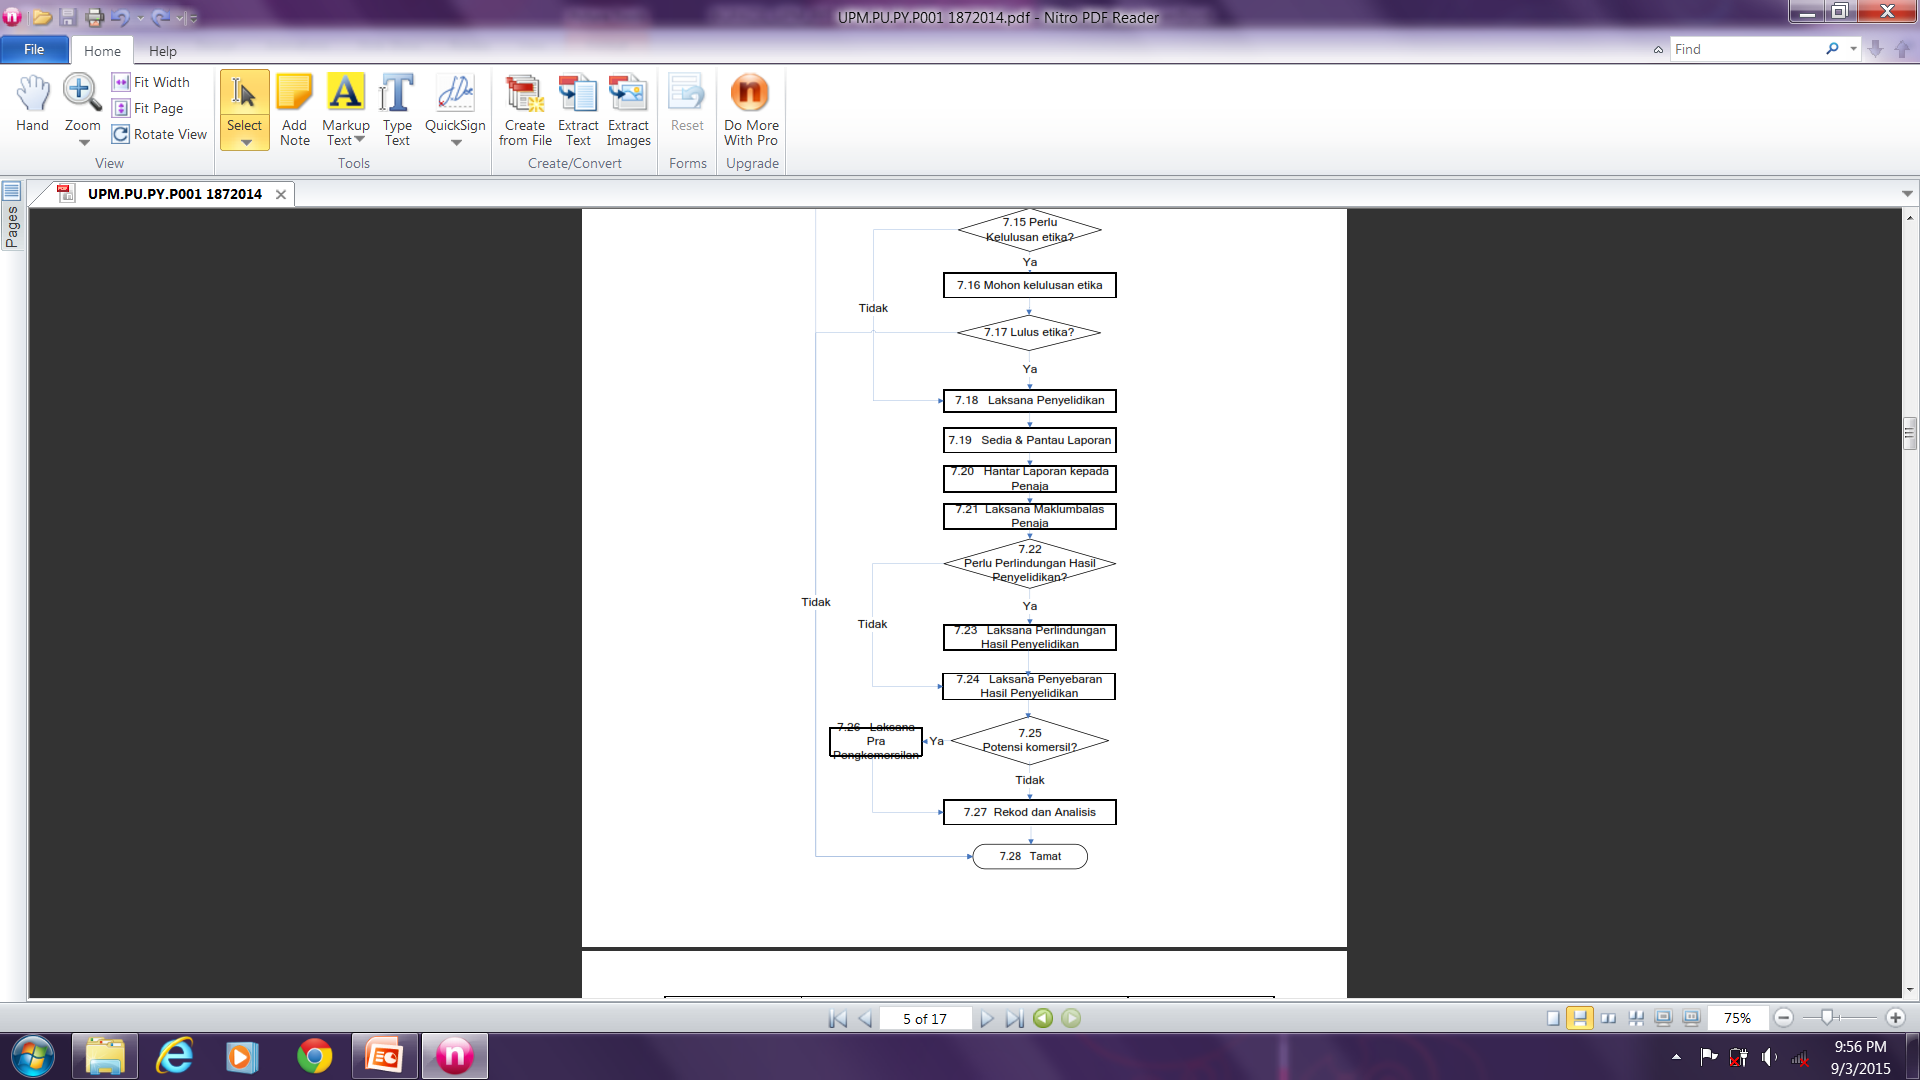 UPM.PU.PY.P001 1872014.pdf - Nitro PDF Reader
File
Home
Help
Find
Hand
Zoom
Fit Width
Fit Page
Rotate View
View
Select
Add
Note
Markup
Text
Type
Text
QuickSign
Tools
Create
from File
Extract
Text
Extract
Images
Create/Convert
Reset
Forms
Do More
With Pro
Upgrade
Pages
UPM.PU.PY.P001 1872014
7.15 Perlu
Kelulusan etika?
Ya
7.16 Mohon kelulusan etika
Tidak
7.17 Lulus etika?
Ya
7.18 Laksana Penyelidikan
7.19 Sedia & Pantau Laporan
7.20 Hantar Laporan kepada
Penaja
7.21 Laksana Maklumbalas
Penaja
7.22
Perlu Perlindungan Hasil
Penyelidikan?
Tidak
Ya
Tidak
7.23 Laksana Perlindungan
Hasil Penyelidikan
7.24 Laksana Penyebaran
Hasil Penyelidikan
7.26 Laksana
Pra
Pengkomersilan
Ya
7.25
Potensi komersil?
Tidak
7.27 Rekod dan Analisis
7.28 Tamat
5 of 17
75%
9:56 PM
9/3/2015